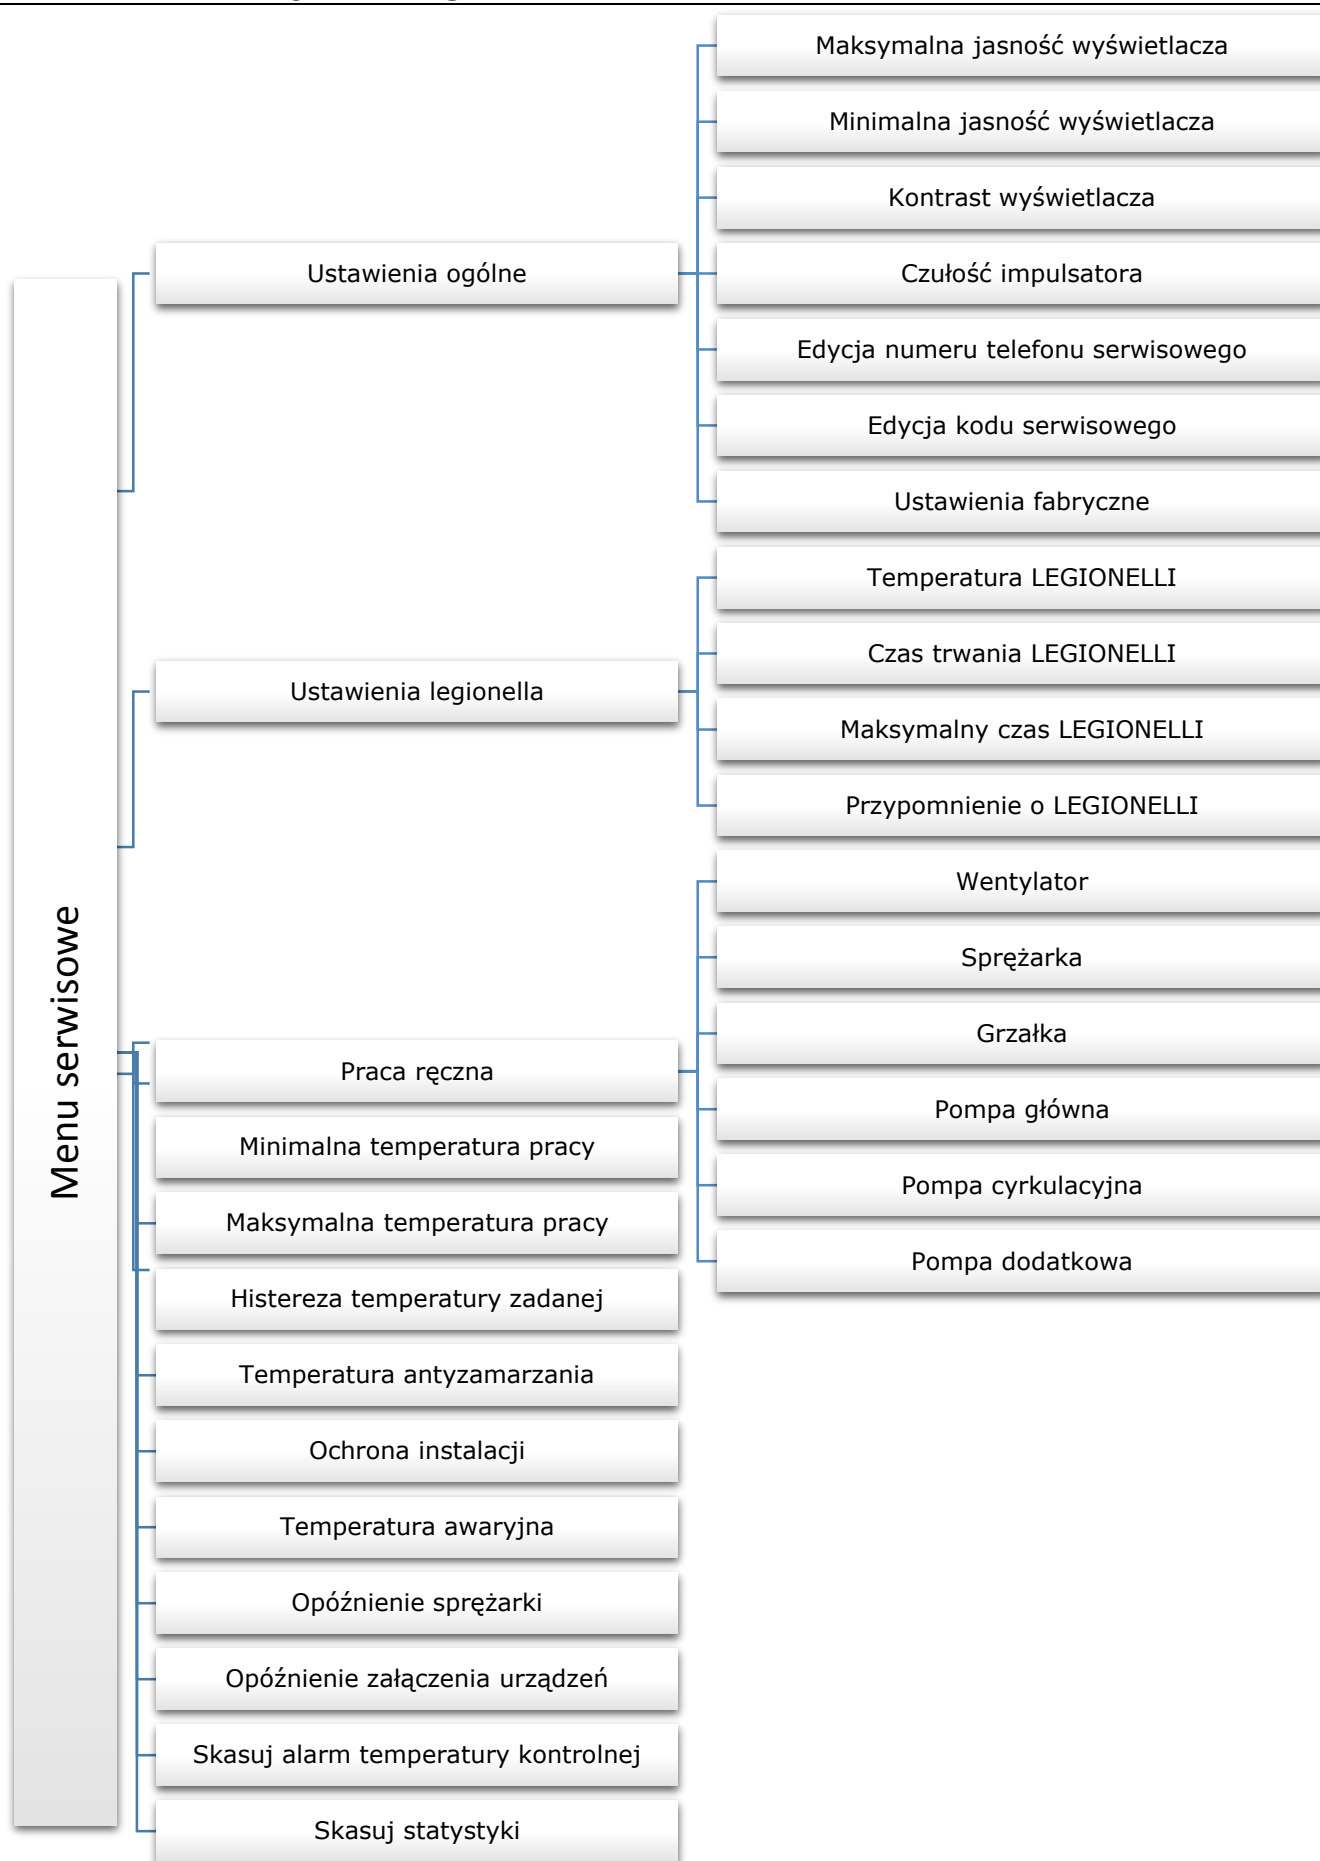 Menu serwisowe
Ustawienia ogólne
Maksymalna jasność wyświetlacza
Minimalna jasność wyświetlacza
Kontrast wyświetlacza
Czułość impulsatora
Edycja numeru telefonu serwisowego
Edycja kodu serwisowego
Ustawienia fabryczne
Ustawienia legionella
Temperatura LEGIONELLI
Czas trwania LEGIONELLI
Maksymalny czas LEGIONELLI
Przypomnienie o LEGIONELLI
Praca ręczna
Wentylator
Sprężarka
Grzałka
Pompa główna
Pompa cyrkulacyjna
Pompa dodatkowa
Minimalna temperatura pracy
Maksymalna temperatura pracy
Histereza temperatury zadanej
Temperatura antyzamarzania
Ochrona instalacji
Temperatura awaryjna
Opóźnienie sprężarki
Opóźnienie załączenia urządzeń
Skasuj alarm temperatury kontrolnej
Skasuj statystyki